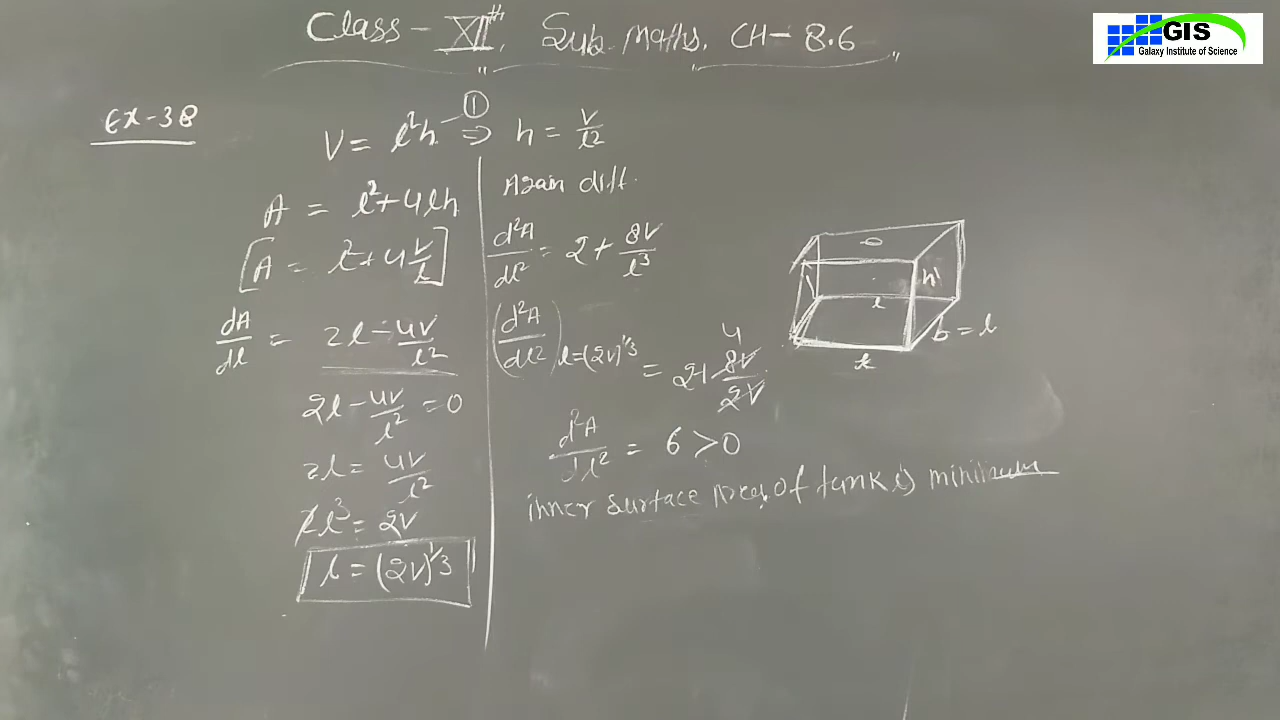 Class - XIIth, Sub. Maths. CH- 8.6
GIS
Galaxy Institute of Science
Ex-38
V = l²h —① ⇒ h = V/l²
A = l² + 4lh
[A = l² + 4V/l]
dA/dl = 2l - 4V/l²
2l - 4V/l² = 0
2l = 4V/l²
l³ = 2V
l = (2V)^1/3
Again diff.
d²A/dl² = 2 + 8V/l³
(d²A/dl²) l=(2V)^1/3 = 2+ 8V/2V 4
d²A/dl² = 6 > 0
inner surface Area of tank is minimum
h
l
b = l
l